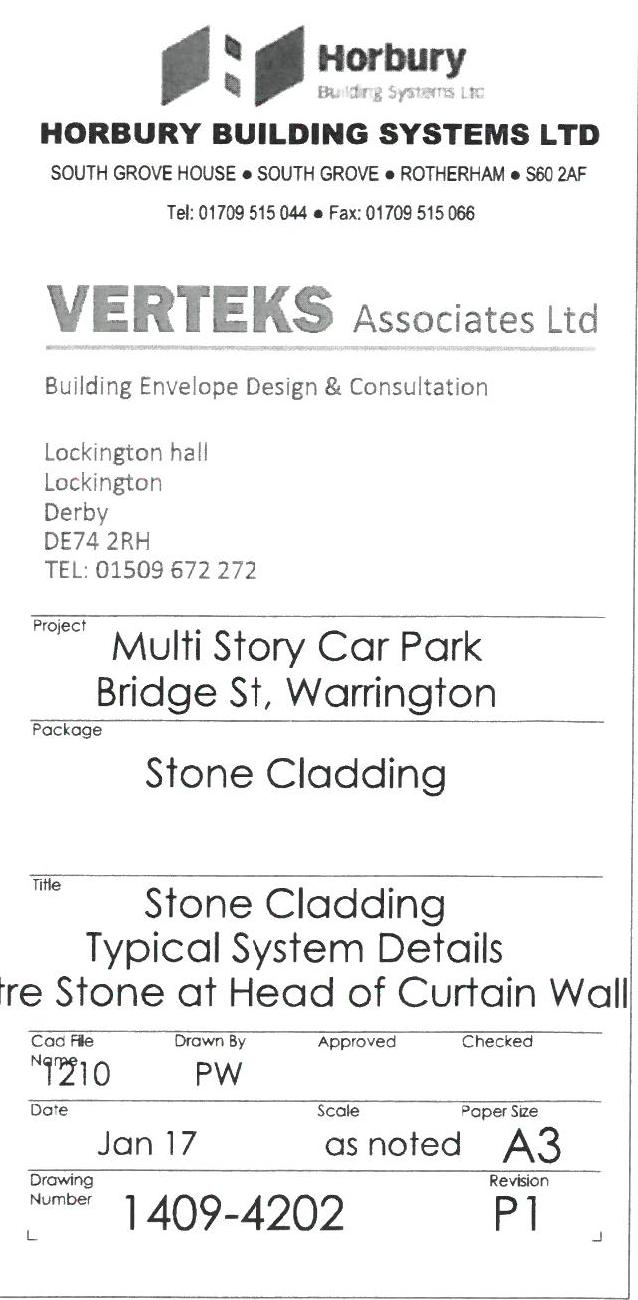 Horbury
Building Systems Ltd
HORBURY BUILDING SYSTEMS LTD
SOUTH GROVE HOUSE • SOUTH GROVE • ROTHERHAM • S60 2AF
Tel: 01709 515 044 • Fax: 01709 515 066
VERTEKS Associates Ltd
Building Envelope Design & Consultation
Lockington hall
Lockington
Derby
DE74 2RH
TEL: 01509 672 272
Project
Multi Story Car Park
Bridge St, Warrington
Package
Stone Cladding
Title
Stone Cladding
Typical System Details
tre Stone at Head of Curtain Wall
Cad File Name Drawn By Approved Checked
1210 PW
Date Scale Paper Size
Jan 17 as noted A3
Drawing Number Revision
1409-4202 P1